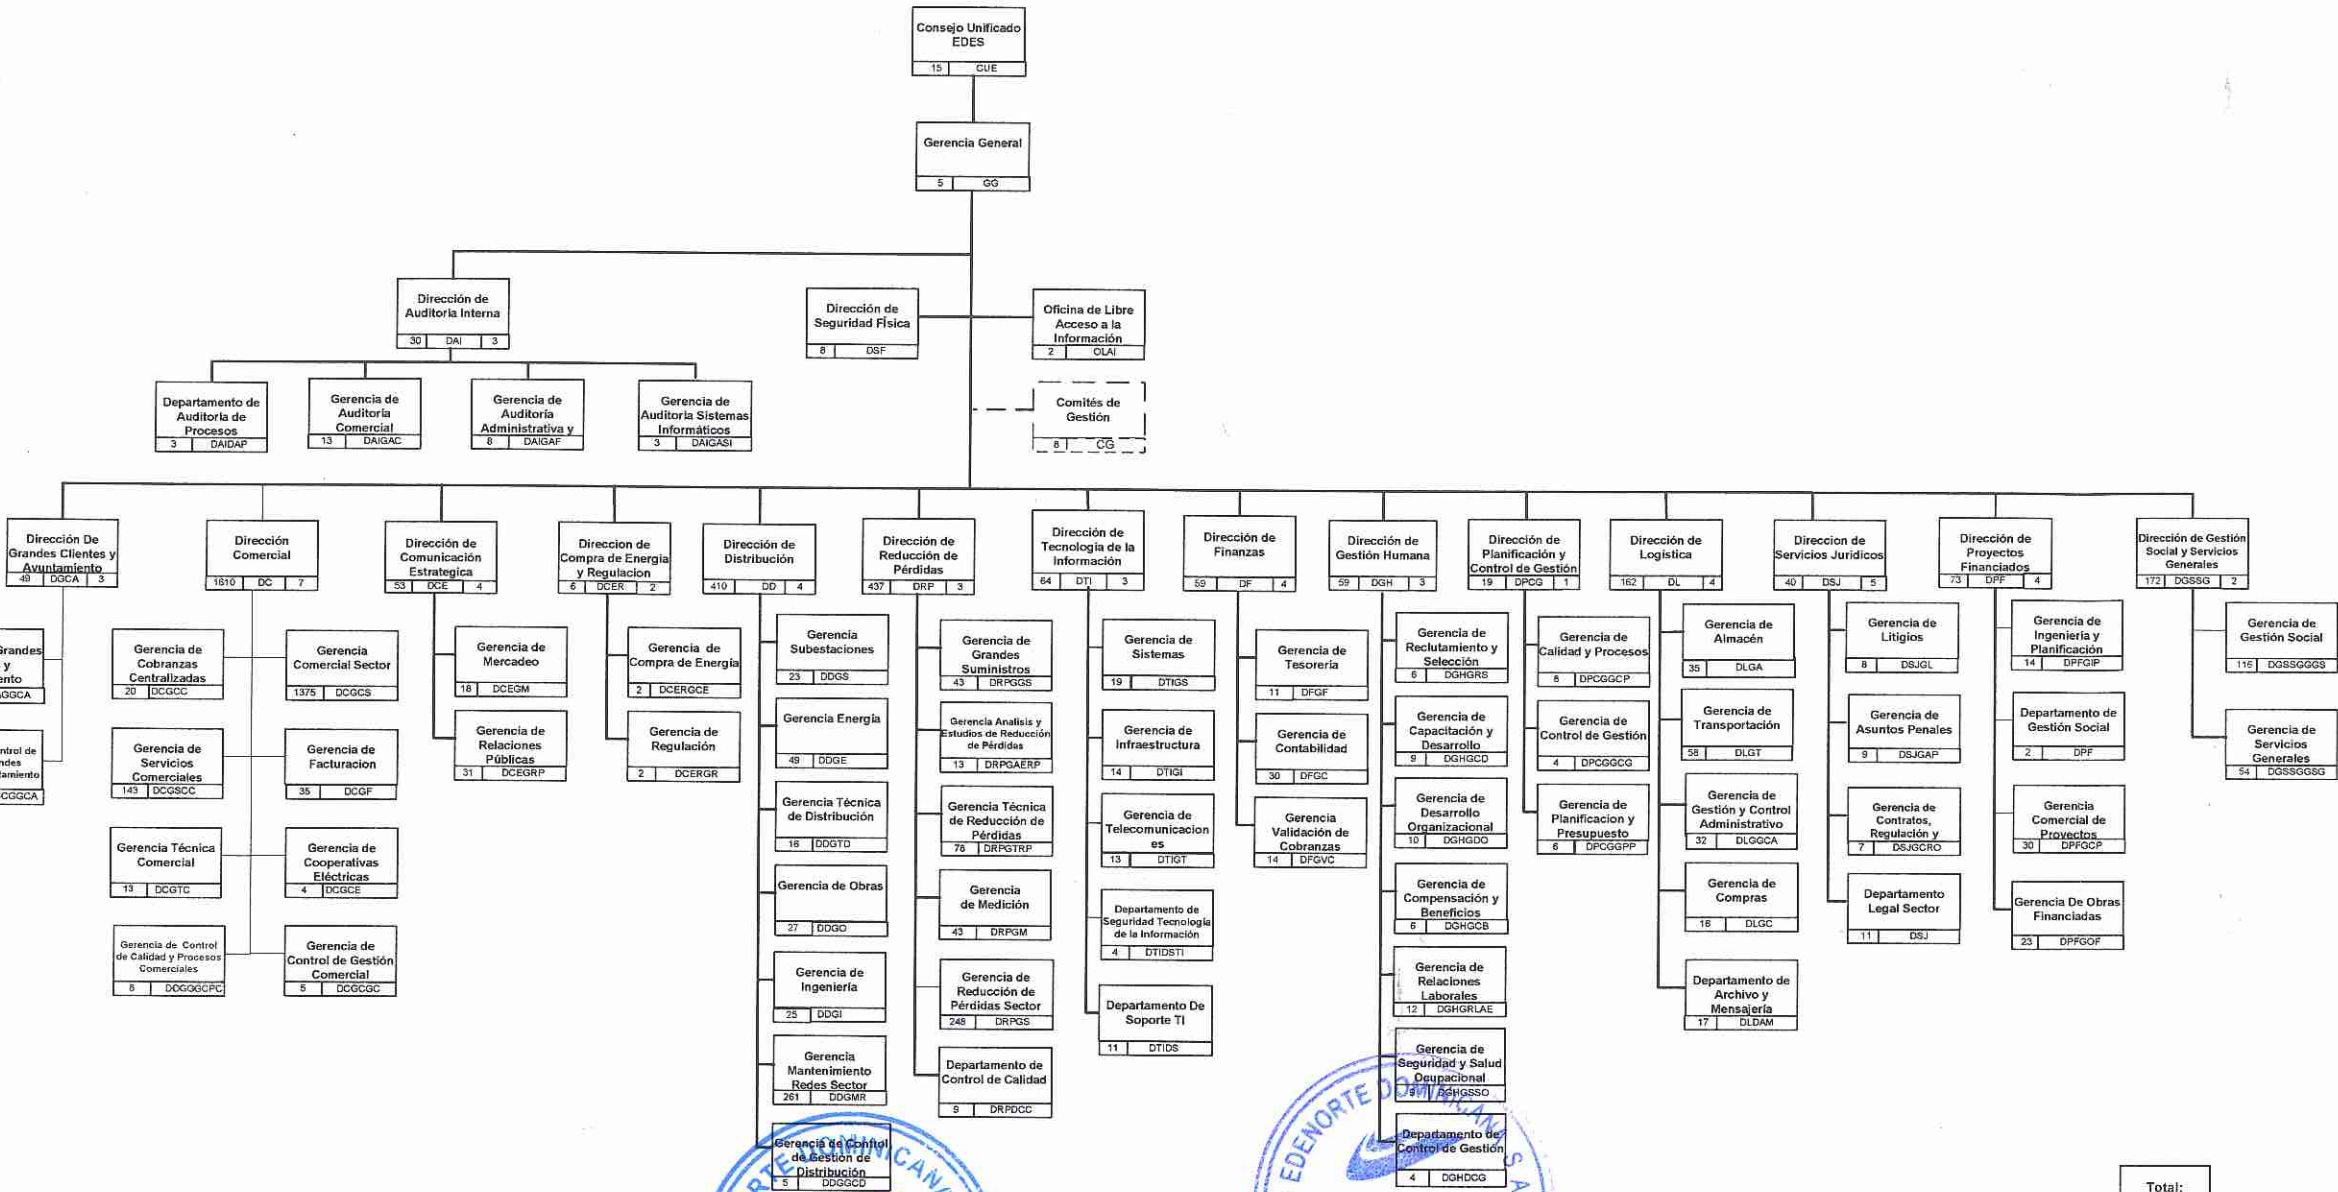 Consejo Unificado
EDES
15 CUE
Gerencia General
5 GG
Dirección de
Auditoria Interna
30 DAI 3
Dirección de
Seguridad Física
8 DSF
Oficina de Libre
Acceso a la
Información
2 OLAI
Departamento de
Auditoria de
Procesos
3 DAIDAP
Gerencia de
Auditoria
Comercial
13 DAIGAC
Gerencia de
Auditoría
Administrativa y
8 DAIGAF
Gerencia de
Auditoria Sistemas
Informáticos
3 DAIGASI
Comités de
Gestión
8 CG
Dirección De
Grandes Clientes y
Ayuntamiento
49 DGCA 3
Dirección
Comercial
1610 DC 7
Dirección de
Comunicación
Estrategica
53 DCE 4
Direccion de
Compra de Energia
y Regulacion
6 DCER 2
Dirección de
Distribución
410 DD 4
Dirección de
Reducción de
Pérdidas
437 DRP 3
Dirección de
Tecnologia de la
Información
64 DTI 3
Dirección de
Finanzas
59 DF 4
Dirección de
Gestión Humana
59 DGH 3
Dirección de
Planificación y
Control de Gestión
19 DPCG 1
Dirección de
Logística
162 DL 4
Direccion de
Servicios Juridicos
40 DSJ 5
Dirección de
Proyectos
Financiados
73 DPF 4
Dirección de Gestión
Social y Servicios
Generales
172 DGSSG 2
Grandes
y
ento
GGCA
ntrol de
ndes
tamiento
CGGCA
Gerencia de
Cobranzas
Centralizadas
20 DCGCC
Gerencia
Comercial Sector
1375 DCGCS
Gerencia de
Servicios
Comerciales
143 DCGSCC
Gerencia de
Facturacion
35 DCGF
Gerencia Técnica
Comercial
13 DCGTC
Gerencia de
Cooperativas
Eléctricas
4 DCGCE
Gerencia de Control
de Calidad y Procesos
Comerciales
8 DCGGGCPC
Gerencia de
Control de Gestión
Comercial
5 DCGCGC
Gerencia de
Mercadeo
18 DCEGM
Gerencia de
Relaciones
Públicas
31 DCEGRP
Gerencia de
Compra de Energía
2 DCERGCE
Gerencia de
Regulación
2 DCERGR
Gerencia
Subestaciones
23 DDGS
Gerencia Energía
49 DDGE
Gerencia Técnica
de Distribución
16 DDGTD
Gerencia de Obras
27 DDGO
Gerencia de
Ingeniería
25 DDGI
Gerencia
Mantenimiento
Redes Sector
261 DDGMR
Gerencia de Control
de Gestion de
Distribución
5 DDGGCD
Gerencia de
Grandes
Suministros
43 DRPGGS
Gerencia Analisis y
Estudios de Reducción
de Pérdidas
13 DRPGAERP
Gerencia Técnica
de Reducción de
Pérdidas
78 DRPGTRP
Gerencia
de Medición
43 DRPGM
Gerencia de
Reducción de
Pérdidas Sector
248 DRPGS
Departamento de
Control de Calidad
9 DRPDCC
Gerencia de
Sistemas
19 DTIGS
Gerencia de
Infraestructura
14 DTIGI
Gerencia de
Telecomunicacion
es
13 DTIGT
Departamento de
Seguridad Tecnología
de la Información
4 DTIDSTI
Departamento De
Soporte TI
11 DTIDS
Gerencia de
Tesoreria
11 DFGF
Gerencia de
Contabilidad
30 DFGC
Gerencia
Validación de
Cobranzas
14 DFGVC
Gerencia de
Reclutamiento y
Selección
6 DGHGRS
Gerencia de
Capacitación y
Desarrollo
9 DGHGCD
Gerencia de
Desarrollo
Organizacional
10 DGHGDO
Gerencia de
Compensación y
Beneficios
6 DGHGCB
Gerencia de
Relaciones
Laborales
12 DGHGRLAE
Gerencia de
Seguridad y Salud
Ocupacional
9 DGHGSSO
Departamento de
Control de Gestión
4 DGHDCG
Gerencia de
Calidad y Procesos
8 DPCGGCP
Gerencia de
Control de Gestión
4 DPCGGCG
Gerencia de
Planificacion y
Presupuesto
6 DPCGGPP
Gerencia de
Almacén
35 DLGA
Gerencia de
Transportación
58 DLGT
Gerencia de
Gestión y Control
Administrativo
32 DLGGCA
Gerencia de
Compras
16 DLGC
Departamento de
Archivo y
Mensajería
17 DLDAM
Gerencia de
Litigios
8 DSJGL
Gerencia de
Asuntos Penales
9 DSJGAP
Gerencia de
Contratos,
Regulación y
7 DSJGCRO
Departamento
Legal Sector
11 DSJ
Gerencia de
Ingenieria y
Planificación
14 DPFGIP
Departamento de
Gestión Social
2 DPF
Gerencia
Comercial de
Proyectos
30 DPFGCP
Gerencia De Obras
Financiadas
23 DPFGOF
Gerencia de
Gestión Social
116 DGSSGGGS
Gerencia de
Servicios
Generales
54 DGSSGGSG
RTE DOMINICANA
EDENORTE DOMINICANA S A
Total: